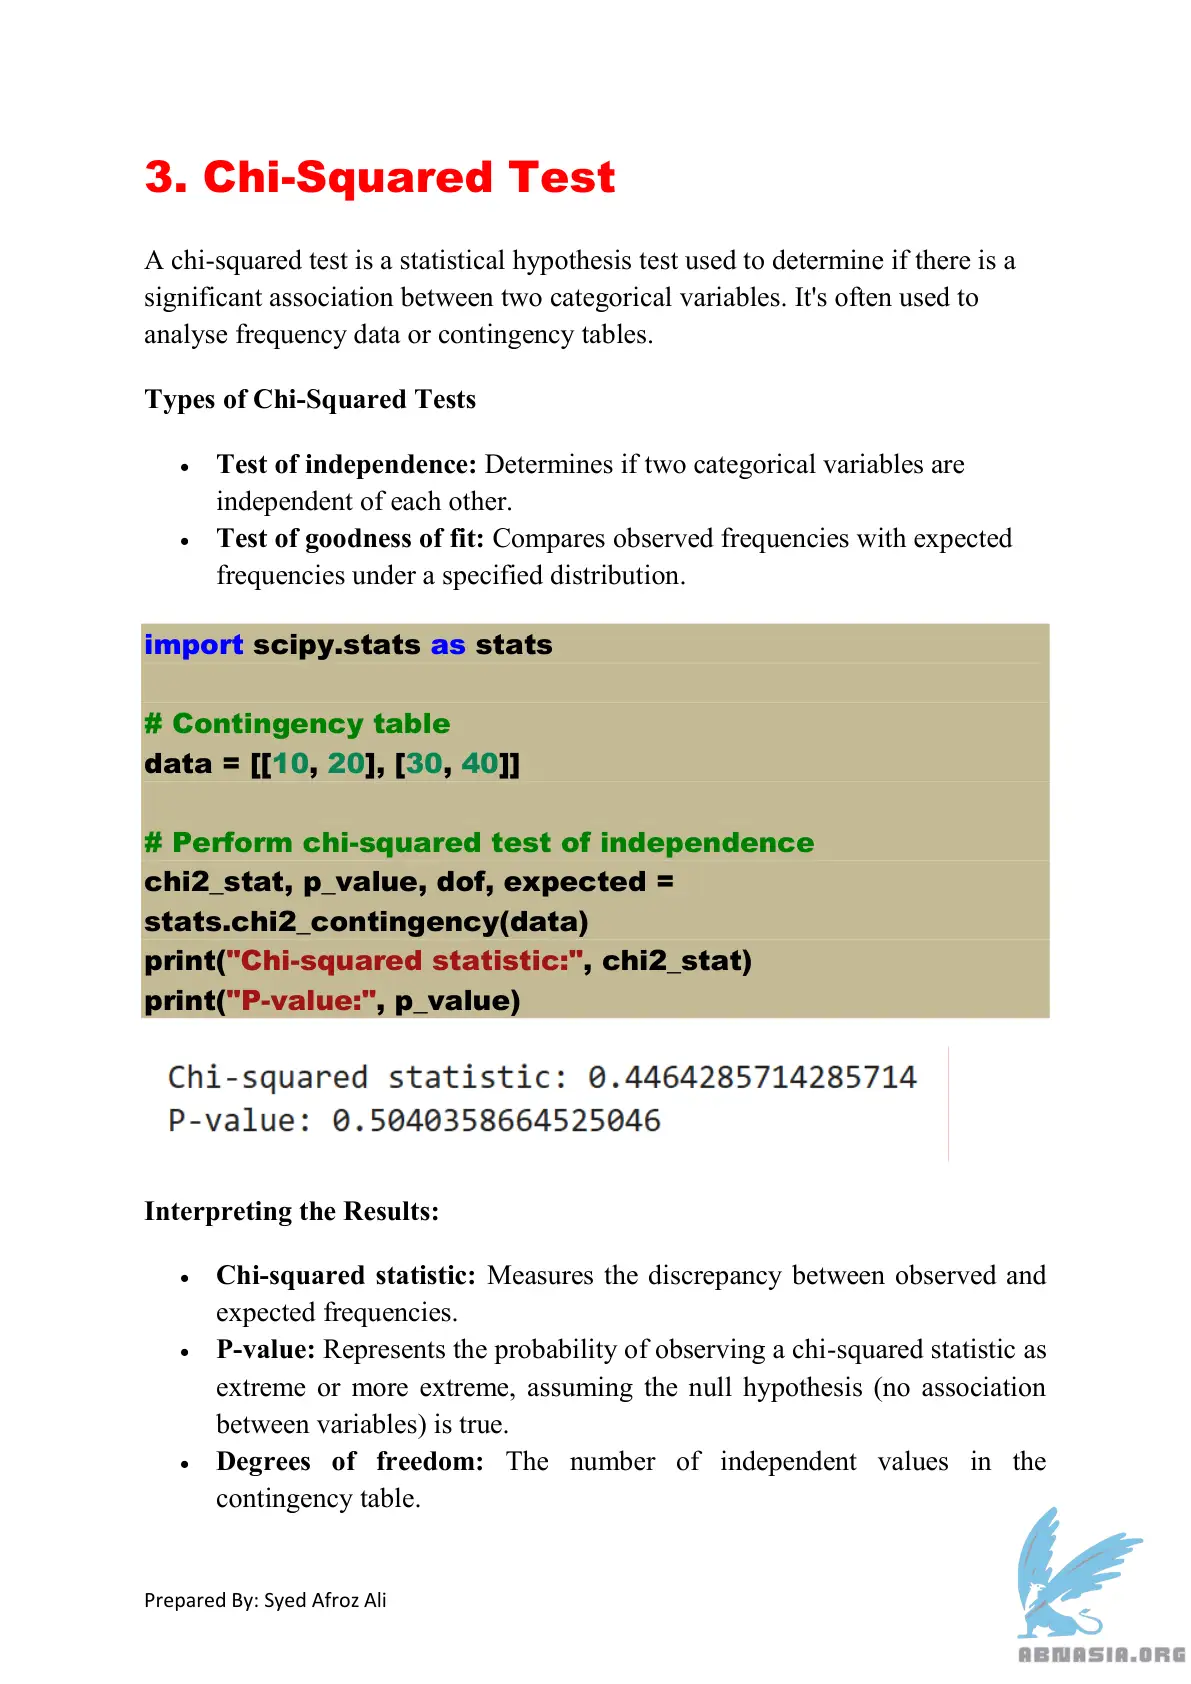 3. Chi-Squared Test
A chi-squared test is a statistical hypothesis test used to determine if there is a
significant association between two categorical variables. It's often used to
analyse frequency data or contingency tables.
Types of Chi-Squared Tests
• Test of independence: Determines if two categorical variables are
independent of each other.
• Test of goodness of fit: Compares observed frequencies with expected
frequencies under a specified distribution.
import scipy.stats as stats
# Contingency table
data = [[10, 20], [30, 40]]
# Perform chi-squared test of independence
chi2_stat, p_value, dof, expected =
stats.chi2_contingency(data)
print("Chi-squared statistic:", chi2_stat)
print("P-value:", p_value)
Chi-squared statistic: 0.4464285714285714
P-value: 0.5040358664525046
Interpreting the Results:
• Chi-squared statistic: Measures the discrepancy between observed and
expected frequencies.
• P-value: Represents the probability of observing a chi-squared statistic as
extreme or more extreme, assuming the null hypothesis (no association
between variables) is true.
• Degrees of freedom: The number of independent values in the
contingency table.
Prepared By: Syed Afroz Ali
ABNASIA.ORG